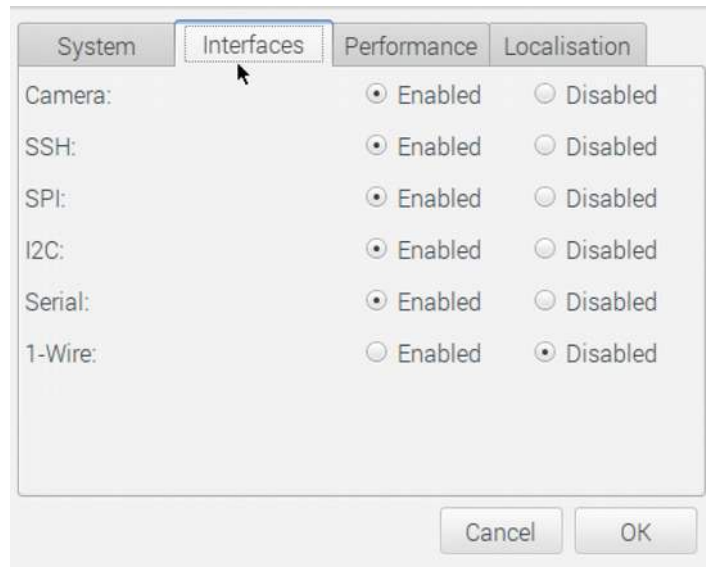 System Interfaces Performance Localisation
Camera: Enabled Disabled
SSH: Enabled Disabled
SPI: Enabled Disabled
I2C: Enabled Disabled
Serial: Enabled Disabled
1-Wire: Enabled Disabled
Cancel OK